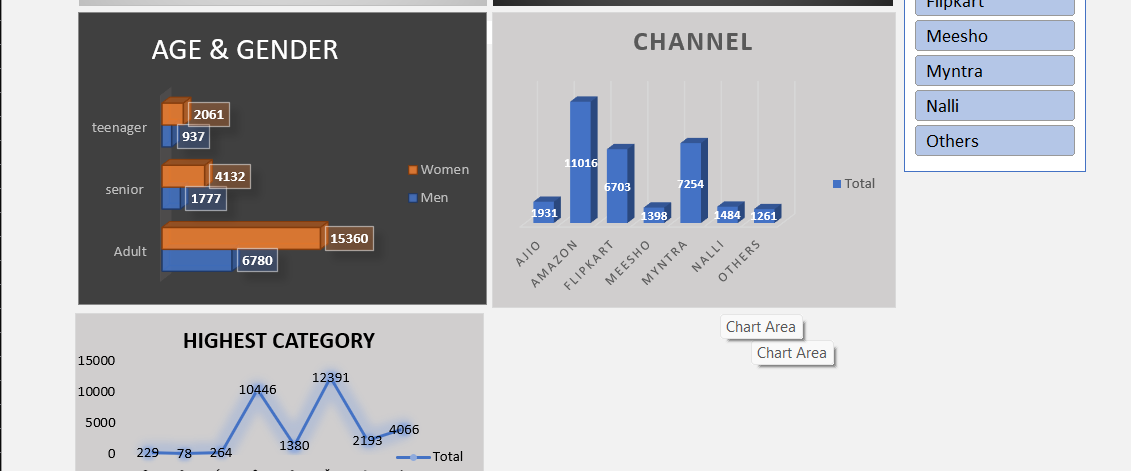 Flipkart
Meesho
Myntra
Nalli
Others
AGE & GENDER
teenager
2061
937
senior
4132
1777
Adult
15360
6780
Women
Men
CHANNEL
1931
11016
6703
1398
7254
1484
1261
AJIO
AMAZON
FLIPKART
MEESHO
MYNTRA
NALLI
OTHERS
Total
Chart Area
Chart Area
HIGHEST CATEGORY
15000
10000
5000
0
229
78
264
10446
1380
12391
2193
4066
Total